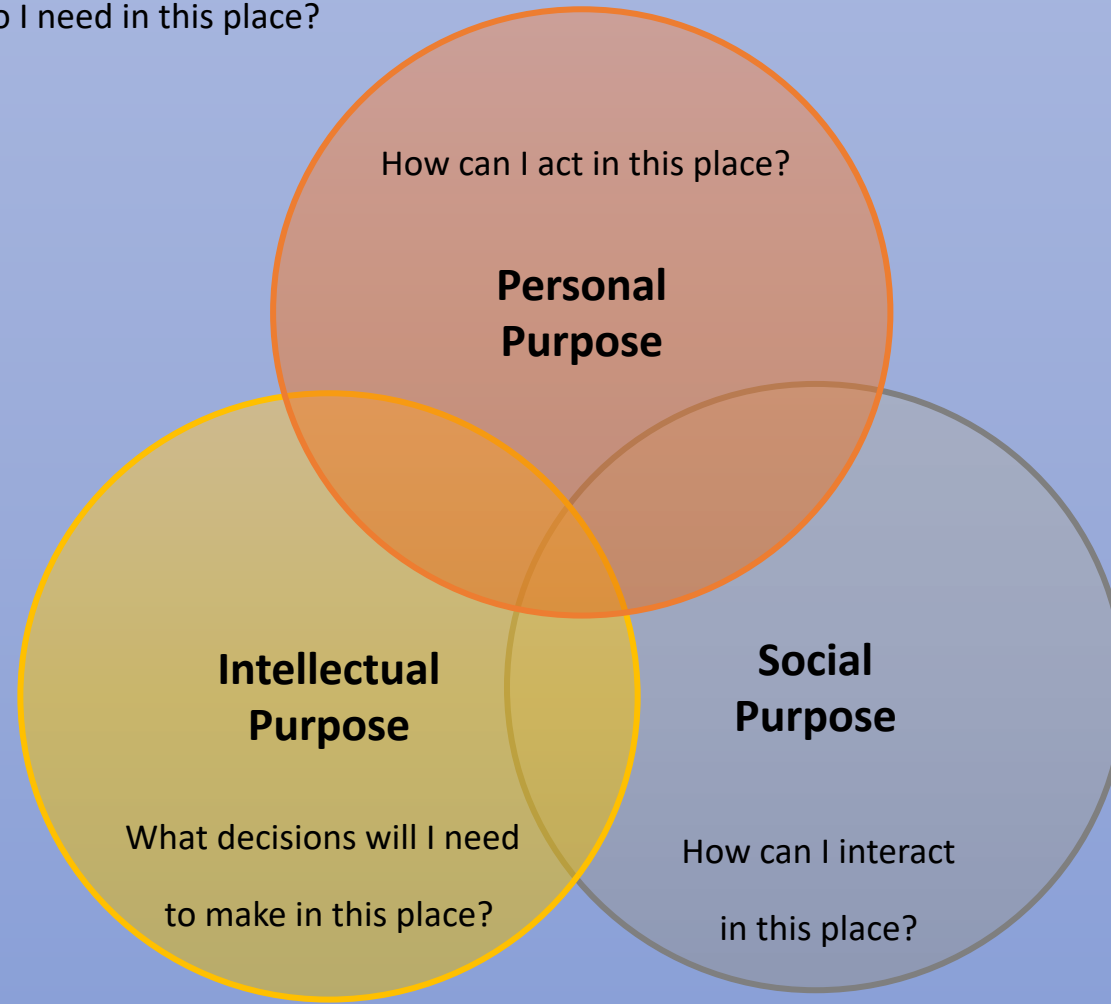 o I need in this place?
How can I act in this place?
Personal
Purpose
Intellectual
Purpose
What decisions will I need
to make in this place?
Social
Purpose
How can I interact
in this place?